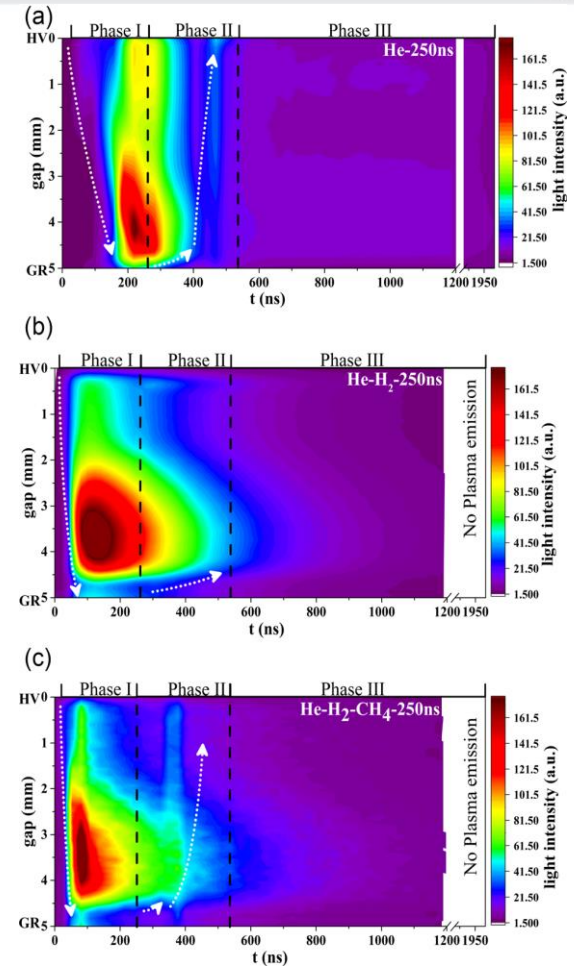 (a)
Phase I Phase II Phase III
HV0
He-250ns
1
2
3
4
GR5
gap (mm)
0 200 400 600 800 1000 1200 1950
t (ns)
161.5
141.5
121.5
101.5
81.50
61.50
41.50
21.50
1.500
light intensity (a.u.)
(b)
Phase I Phase II Phase III
HV0
He-H₂-250ns
1
2
3
4
GR5
gap (mm)
No Plasma emission
0 200 400 600 800 1000 1200 1950
t (ns)
161.5
141.5
121.5
101.5
81.50
61.50
41.50
21.50
1.500
light intensity (a.u.)
(c)
Phase I Phase II Phase III
HV0
He-H₂-CH₄-250ns
1
2
3
4
GR5
gap (mm)
No Plasma emission
0 200 400 600 800 1000 1200 1950
t (ns)
161.5
141.5
121.5
101.5
81.50
61.50
41.50
21.50
1.500
light intensity (a.u.)